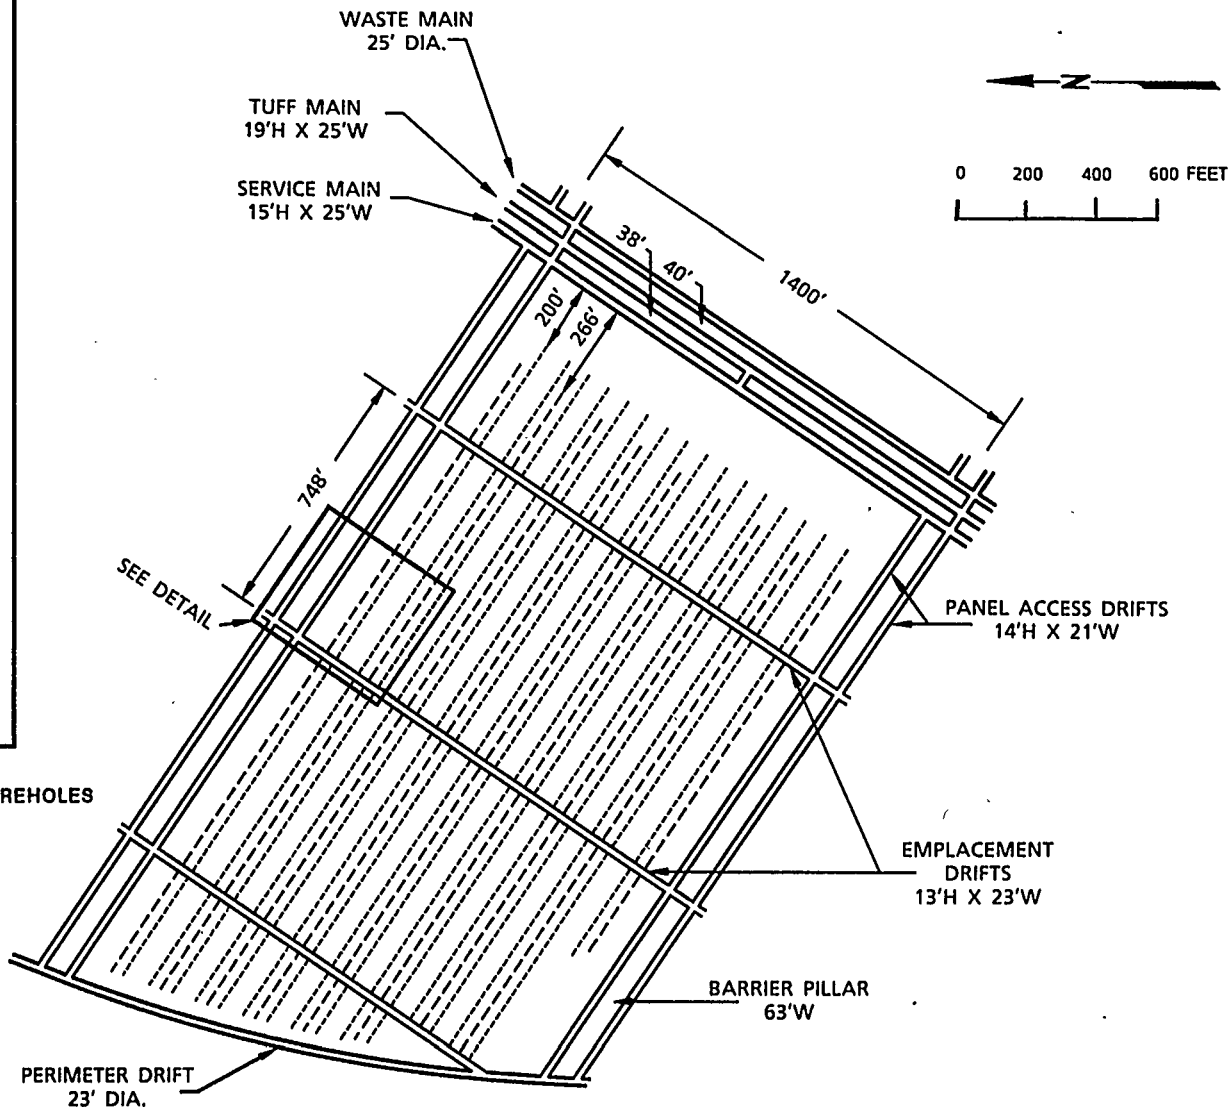 WASTE MAIN
25' DIA.
N
TUFF MAIN
19'H X 25'W
0 200 400 600 FEET
SERVICE MAIN
15'H X 25'W
38'
40'
1400'
200'
266'
748'
SEE DETAIL
PANEL ACCESS DRIFTS
14'H X 21'W
REHOLES
EMPLACEMENT
DRIFTS
13'H X 23'W
BARRIER PILLAR
63'W
PERIMETER DRIFT
23' DIA.